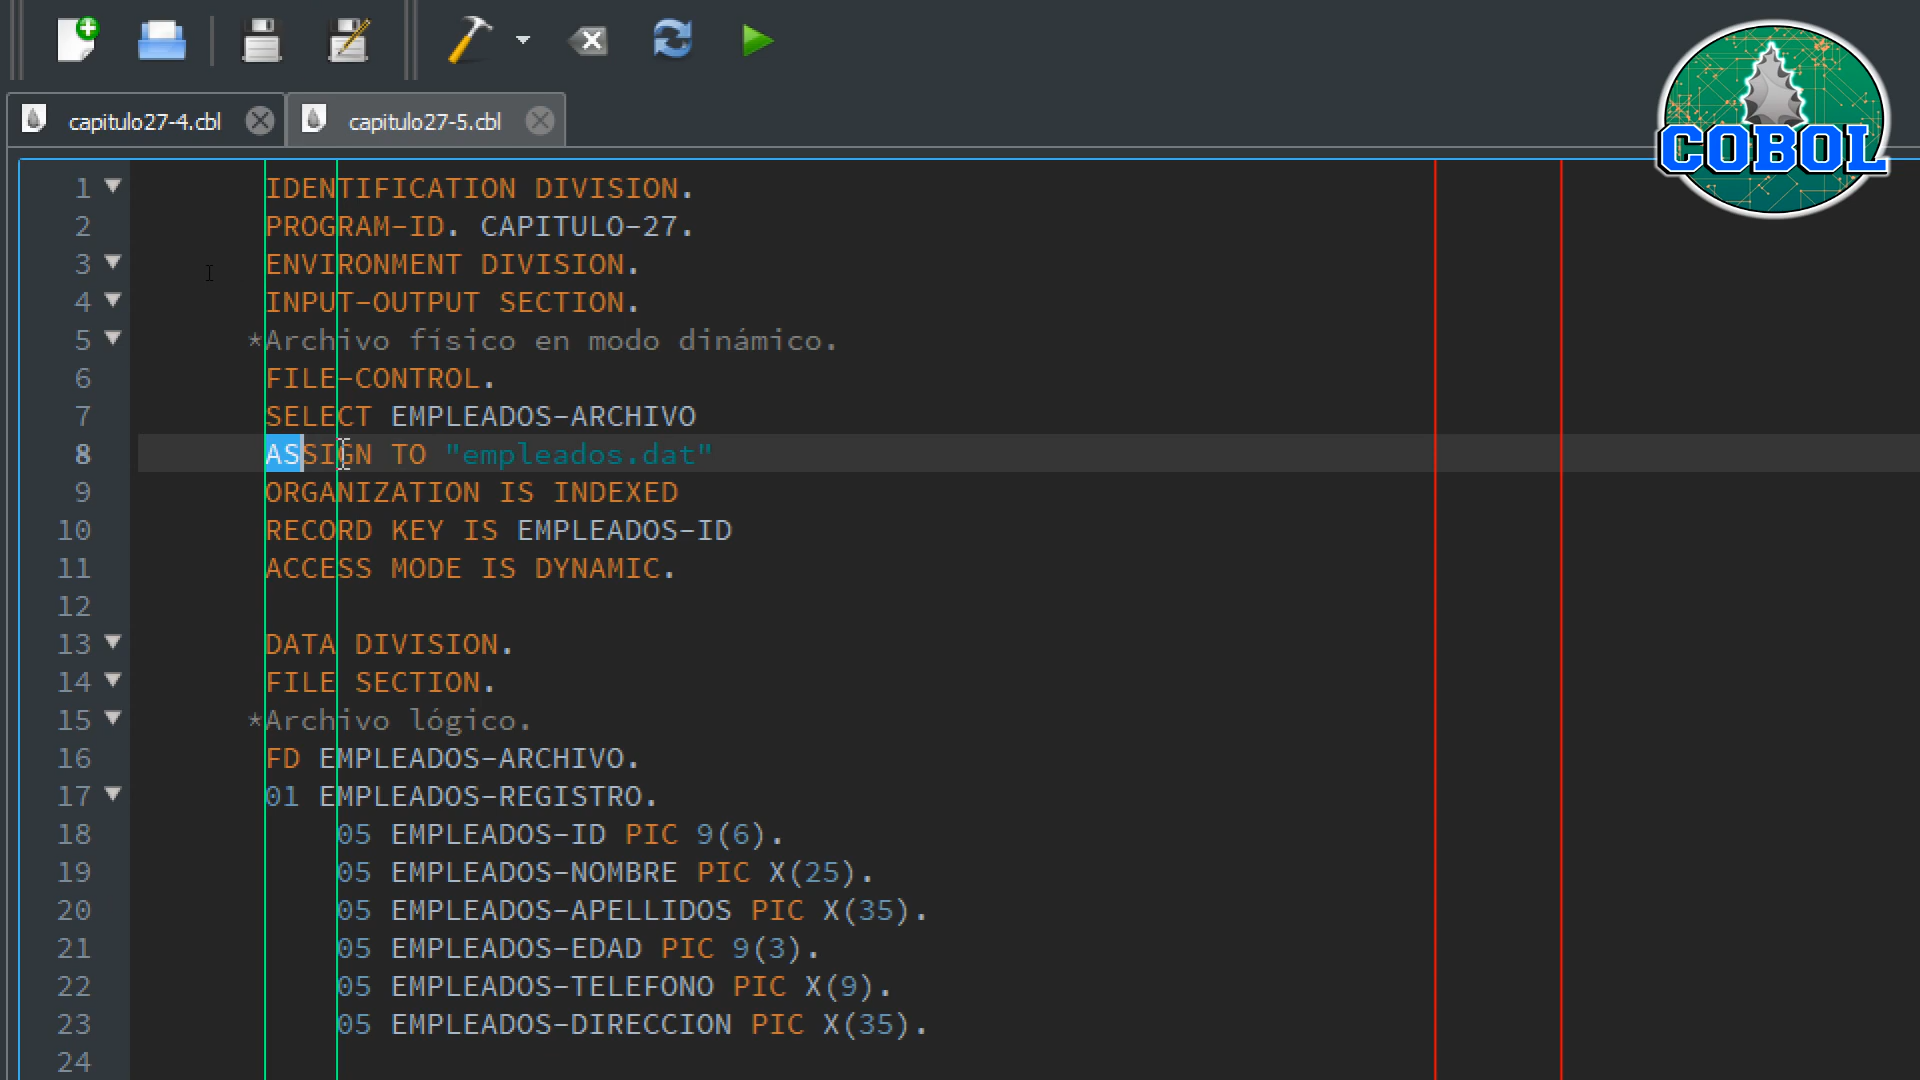 COBOL
capitulo27-4.cbl capitulo27-5.cbl
1 IDENTIFICATION DIVISION.
2 PROGRAM-ID. CAPITULO-27.
3 ENVIRONMENT DIVISION.
4 INPUT-OUTPUT SECTION.
5 *Archivo físico en modo dinámico.
6 FILE-CONTROL.
7 SELECT EMPLEADOS-ARCHIVO
8 ASSIGN TO "empleados.dat"
9 ORGANIZATION IS INDEXED
10 RECORD KEY IS EMPLEADOS-ID
11 ACCESS MODE IS DYNAMIC.
12
13 DATA DIVISION.
14 FILE SECTION.
15 *Archivo lógico.
16 FD EMPLEADOS-ARCHIVO.
17 01 EMPLEADOS-REGISTRO.
18 05 EMPLEADOS-ID PIC 9(6).
19 05 EMPLEADOS-NOMBRE PIC X(25).
20 05 EMPLEADOS-APELLIDOS PIC X(35).
21 05 EMPLEADOS-EDAD PIC 9(3).
22 05 EMPLEADOS-TELEFONO PIC X(9).
23 05 EMPLEADOS-DIRECCION PIC X(35).
24